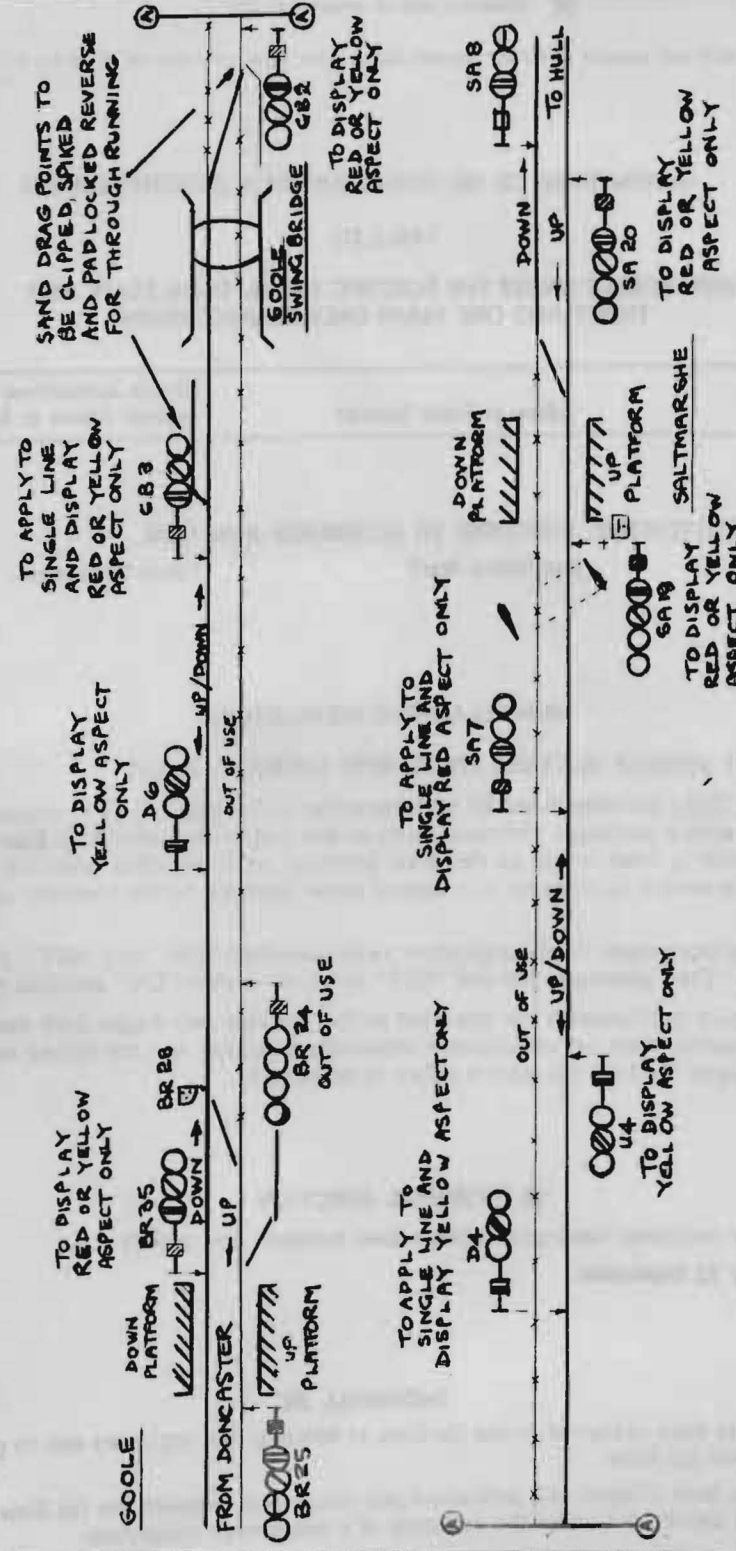 GOOLE
FROM DONCASTER
DOWN
PLATFORM
UP
PLATFORM
BR 25
TO DISPLAY
RED OR YELLOW
ASPECT ONLY
BR 35
BR 28
DOWN
UP
BR 24
OUT OF USE
TO DISPLAY
YELLOW ASPECT
ONLY
D6
UP/DOWN
OUT OF USE
TO APPLY TO
SINGLE LINE
AND DISPLAY
RED OR YELLOW
ASPECT ONLY
GB3
SAND DRAG POINTS TO
BE CLIPPED, SPIKED
AND PADLOCKED REVERSE
FOR THROUGH RUNNING
GOOLE
SWING BRIDGE
GB2
TO DISPLAY
RED OR YELLOW
ASPECT ONLY
A
A
A
A
TO APPLY TO
SINGLE LINE AND
DISPLAY YELLOW ASPECT ONLY
D4
OUT OF USE
UP/DOWN
U4
TO DISPLAY
YELLOW ASPECT ONLY
TO APPLY TO
SINGLE LINE AND
DISPLAY RED ASPECT ONLY
SA7
DOWN
PLATFORM
UP
PLATFORM
SALTMARSHE
TO DISPLAY
RED OR YELLOW
ASPECT ONLY
DOWN
UP
SA 20
TO DISPLAY
RED OR YELLOW
ASPECT ONLY
SA 8
TO HULL